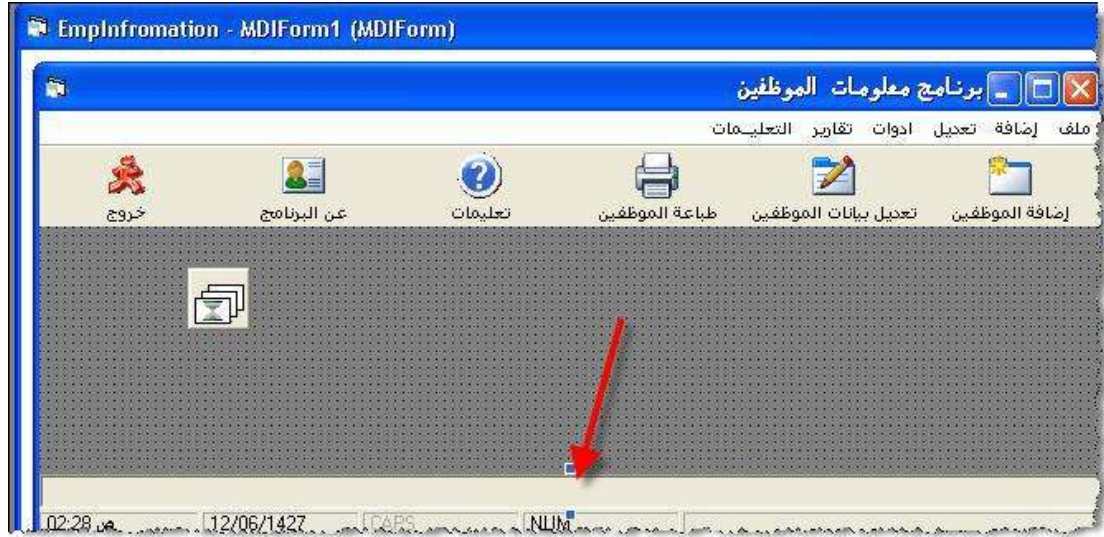 EmpInfromation - MDIForm1 (MDIForm)
برنامج معلومات الموظفين
ملف إضافة تعديل ادوات تقارير التعليـمات
إضافة الموظفين تعديل بيانات الموظفين طباعة الموظفين تعليمات عن البرنامج خروج
NUM CAPS 12/06/1427 02:28 ص